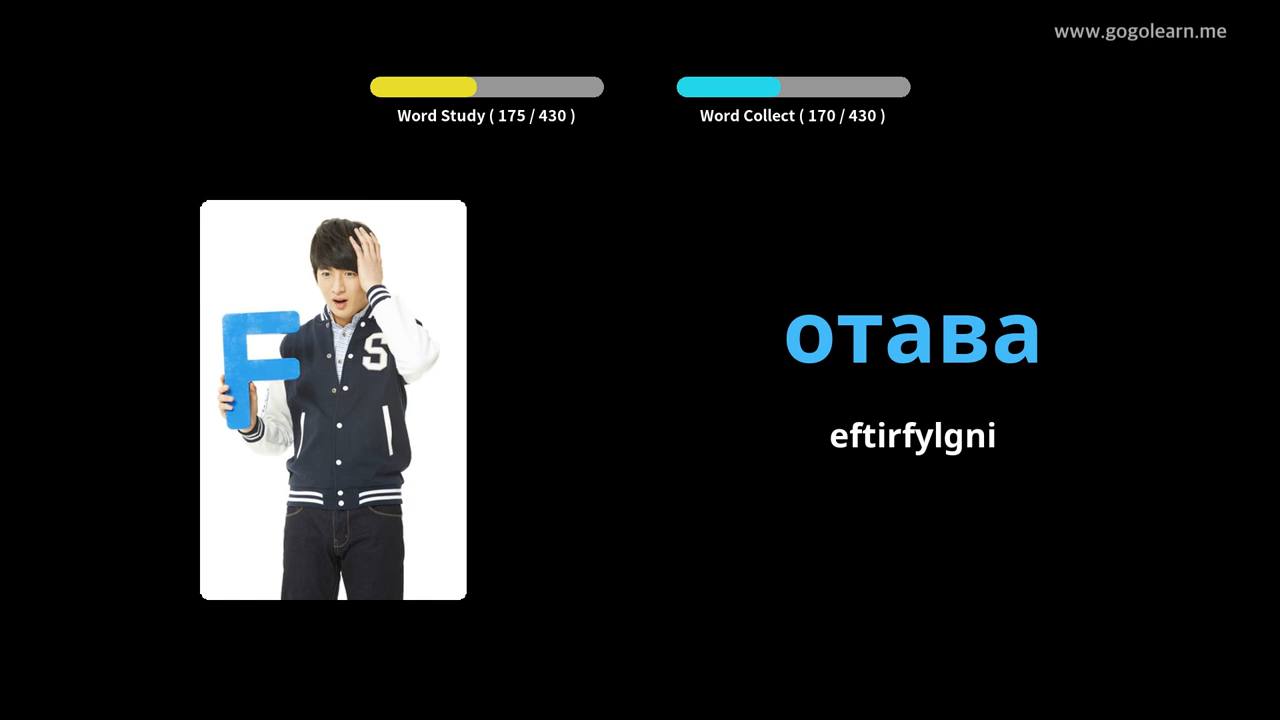 www.gogolearn.me
Word Study ( 175 / 430 )
Word Collect ( 170 / 430 )
F
S
отава
eftirfylgni